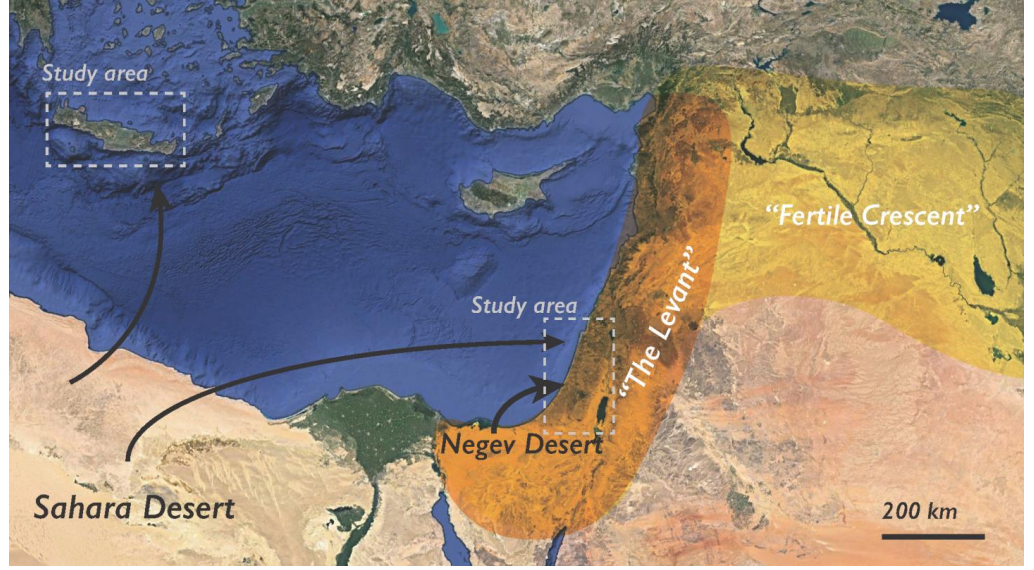 Study area
"Fertile Crescent"
Study area
"The Levant"
Negev Desert
Sahara Desert
200 km